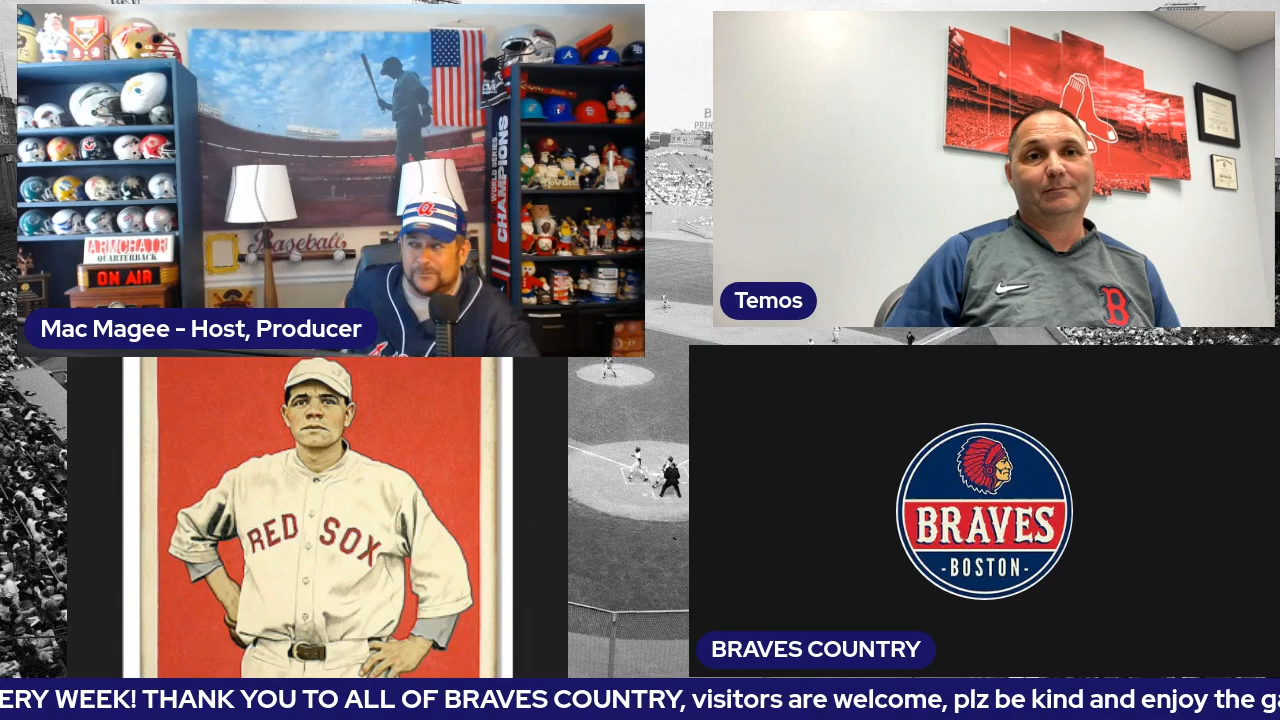 WORLD SERIES
CHAMPIONS
Baseball
ARMCHAIR
QUARTERBACK
ON AIR
Mac Magee - Host, Producer
B
Temos
RED SOX
BRAVES
-BOSTON-
BRAVES COUNTRY
ERY WEEK! THANK YOU TO ALL OF BRAVES COUNTRY, visitors are welcome, plz be kind and enjoy the g